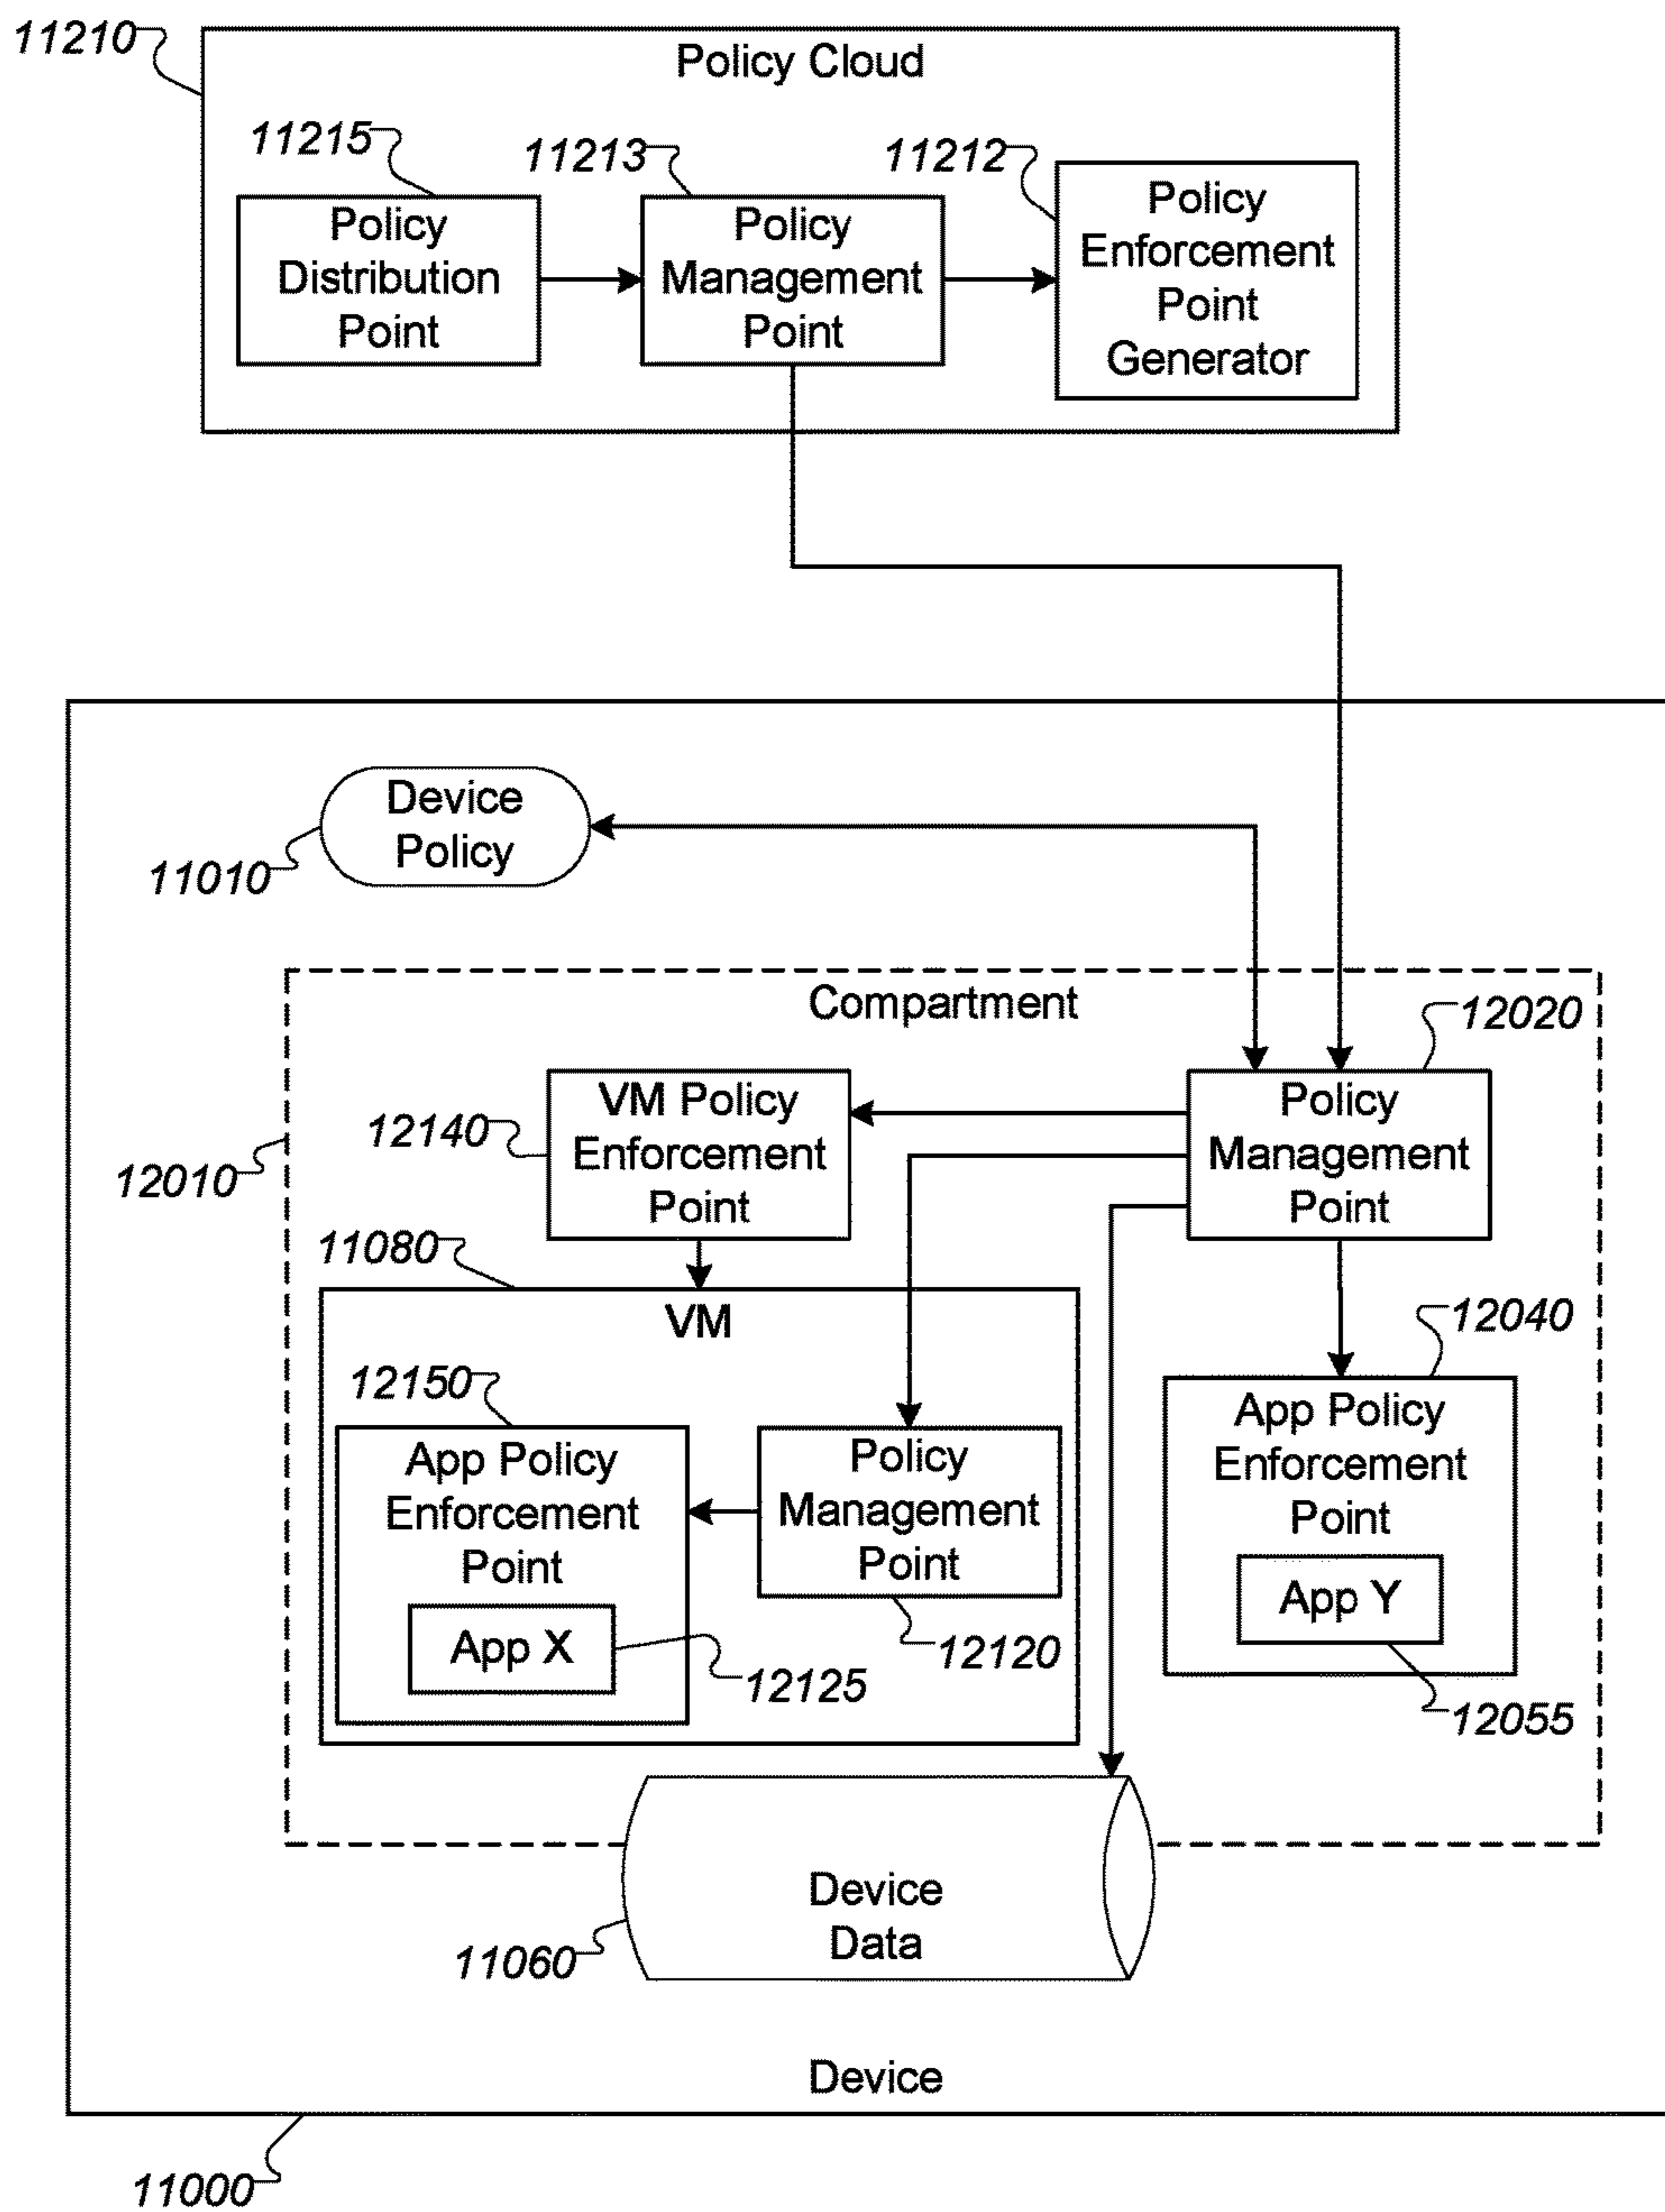 11210
Policy Cloud
11215
11213
11212
Policy
Distribution
Point
Policy
Management
Point
Policy
Enforcement
Point
Generator
Device
Policy
11010
Compartment
12020
12140
VM Policy
Enforcement
Point
Policy
Management
Point
12010
11080
VM
12040
12150
App Policy
Enforcement
Point
App X
Policy
Management
Point
12120
12125
App Policy
Enforcement
Point
App Y
12055
Device
Data
11060
Device
11000